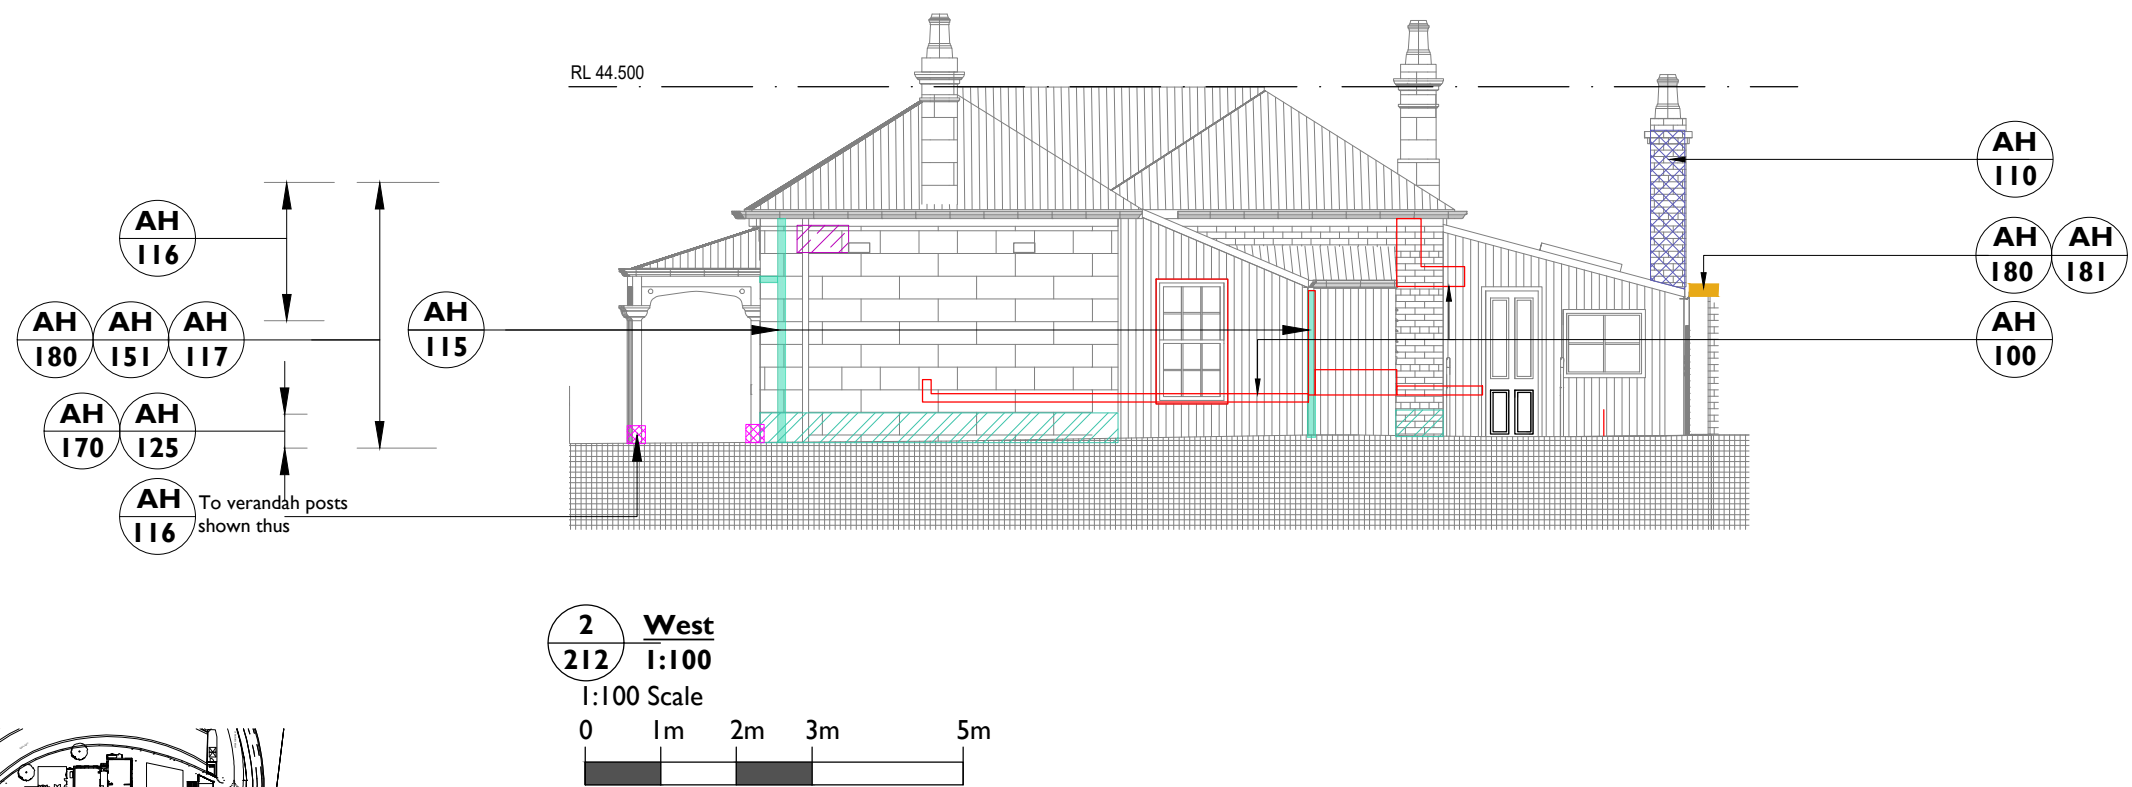 RL 44.500
AH
116
AH AH AH
180 151 117
AH
115
AH AH
170 125
AH
116
To verandah posts
shown thus
AH
110
AH AH
180 181
AH
100
2
212
West
1:100
1:100 Scale
0 1m 2m 3m 5m